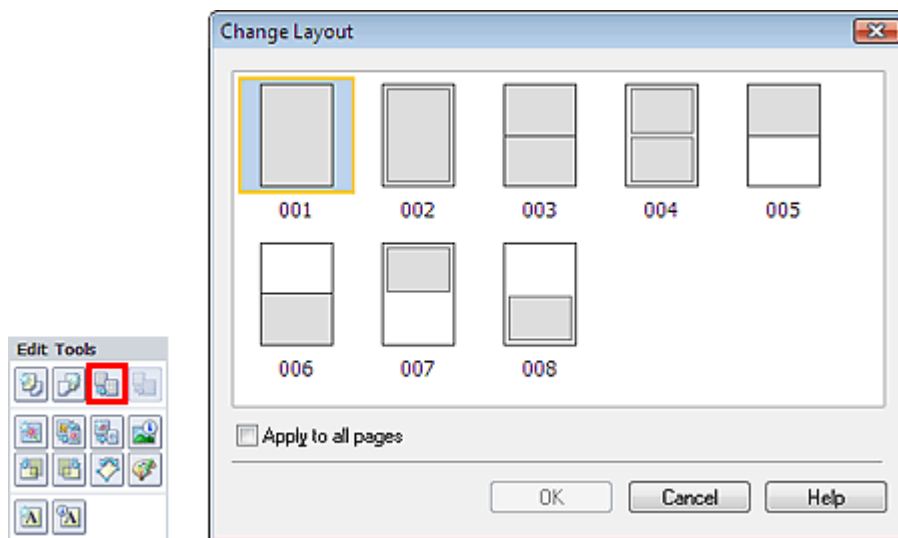 Change Layout
001 002 003 004 005
006 007 008
Edit Tools
Apply to all pages
OK Cancel Help
A A